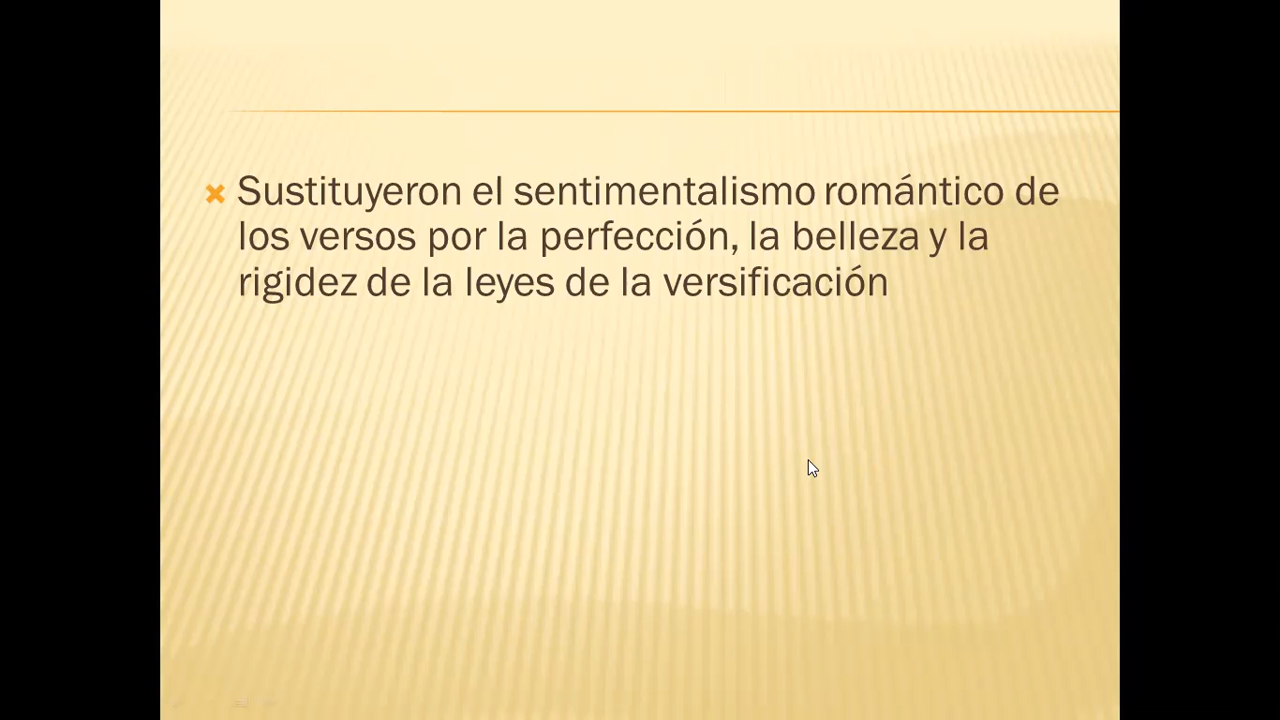 Sustituyeron el sentimentalismo romántico de
los versos por la perfección, la belleza y la
rigidez de la leyes de la versificación